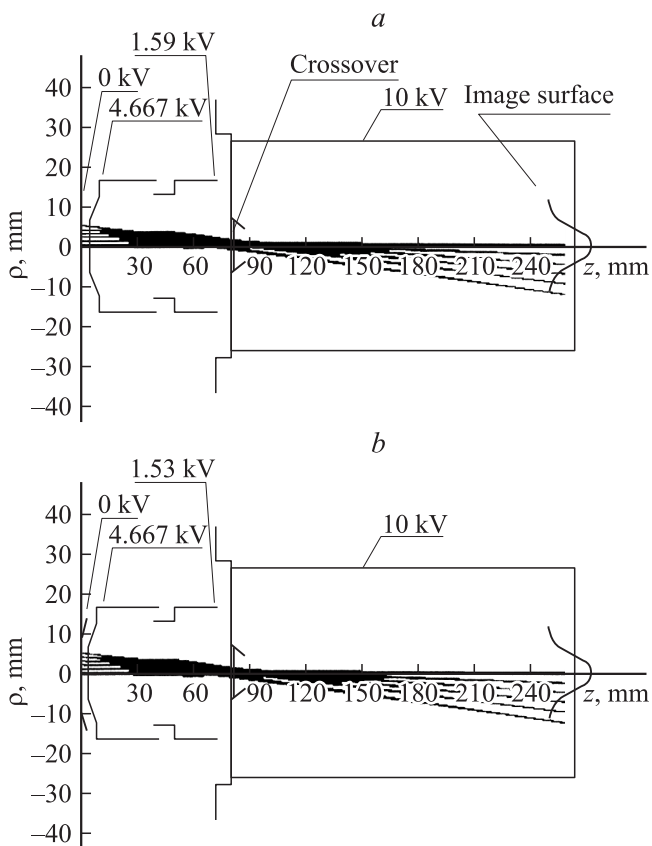 a
1.59 kV
Crossover
0 kV
10 kV
Image surface
4.667 kV
40
30
20
10
0
–10
–20
–30
–40
ρ, mm
30 60 90 120 150 180 210 240 z, mm
b
1.53 kV
0 kV
10 kV
4.667 kV
40
30
20
10
0
–10
–20
–30
–40
ρ, mm
30 60 90 120 150 180 210 240 z, mm